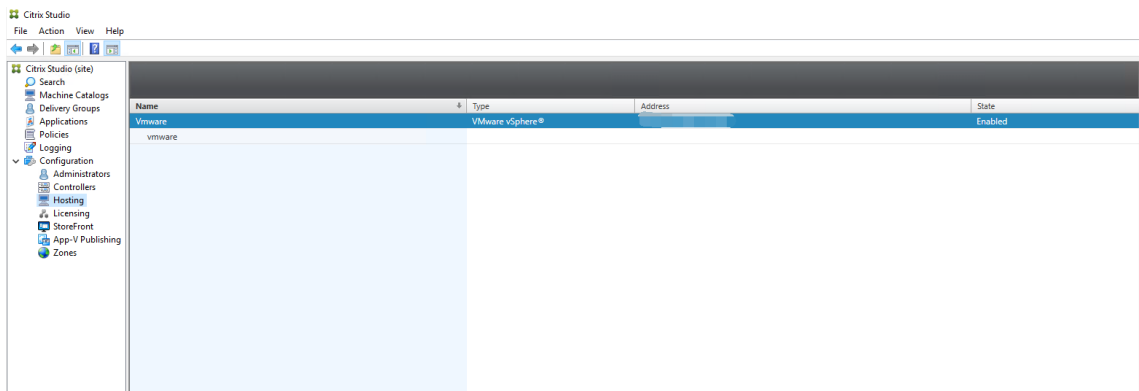 Citrix Studio
File Action View Help
Citrix Studio (site)
Search
Machine Catalogs
Delivery Groups
Applications
Policies
Logging
Configuration
Administrators
Controllers
Hosting
Licensing
StoreFront
App-V Publishing
Zones
Name Type Address State
Vmware VMware vSphere® Enabled
vmware